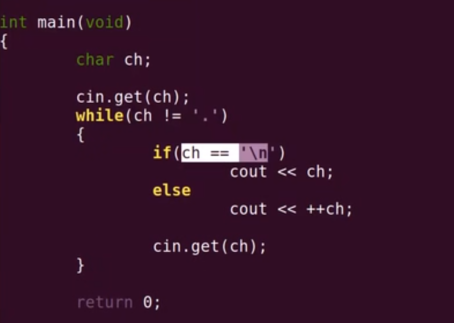 int main(void)
{
char ch;
cin.get(ch);
while(ch != '.')
{
if(ch == '\n')
cout << ch;
else
cout << ++ch;
cin.get(ch);
}
return 0;